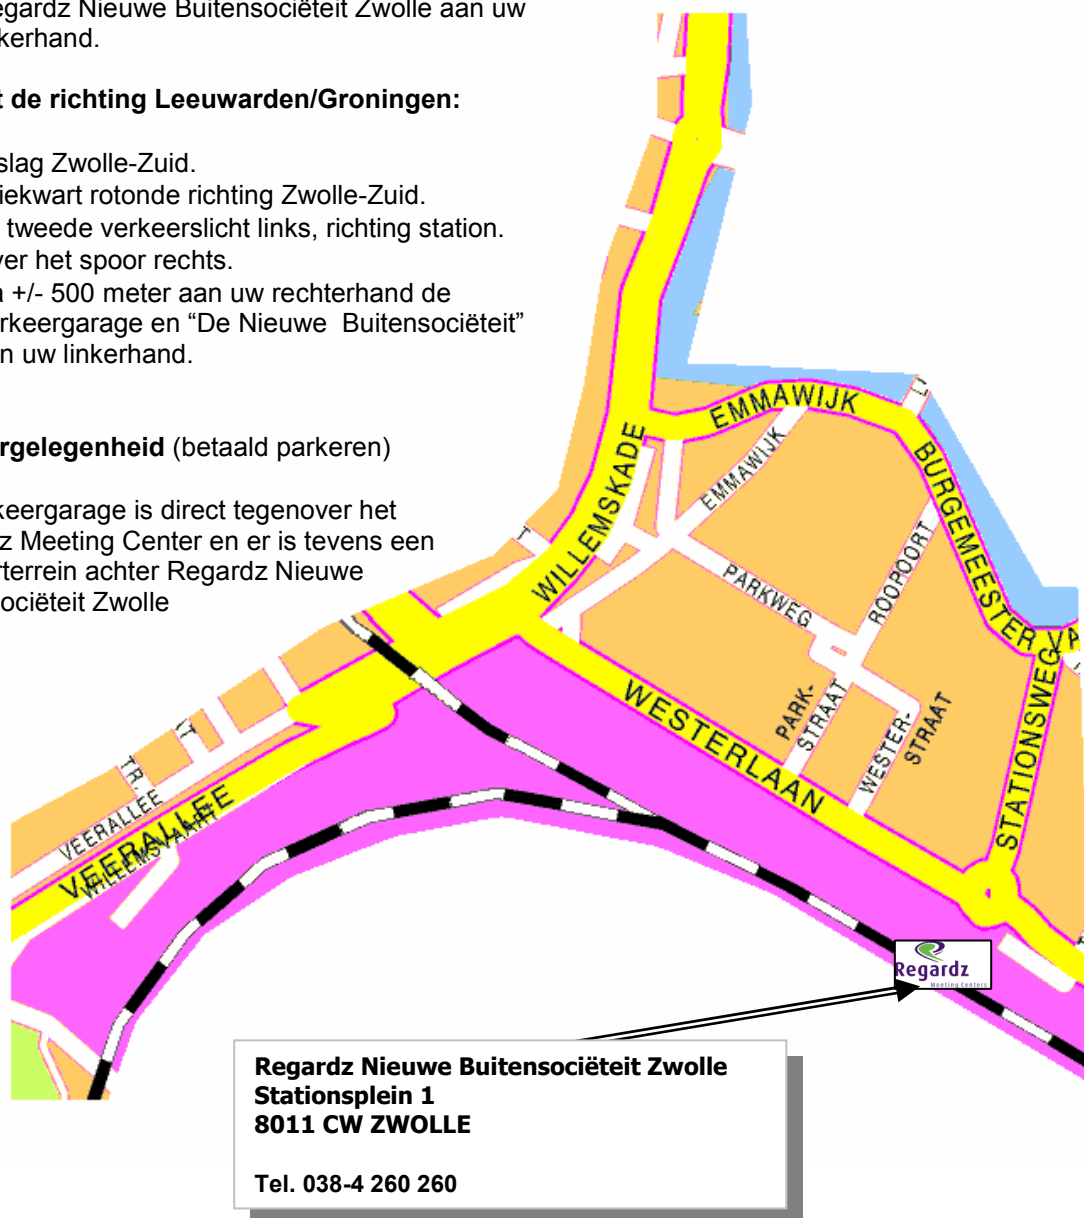 egardz Nieuwe Buitensociëteit Zwolle aan uw
kerhand.
t de richting Leeuwarden/Groningen:
slag Zwolle-Zuid.
iekwart rotonde richting Zwolle-Zuid.
tweede verkeerslicht links, richting station.
ver het spoor rechts.
a +/- 500 meter aan uw rechterhand de
rkeergarage en “De Nieuwe Buitensociëteit”
n uw linkerhand.
rgelegenheid (betaald parkeren)
keergarage is direct tegenover het
z Meeting Center en er is tevens een
rterrein achter Regardz Nieuwe
ociëteit Zwolle
EMMAWIJK
WILLEMSKADE
EMMAWIJK
BURGEMEESTER VA
PARKWEG
ROOPOORT
PARK-
STRAAT
WESTER-
STRAAT
WESTERLAAN
STATIONSWEG
TR.
VEERALLEE
VEERALLEE
WILLEMSVAART
Regardz
Meeting Centers
Regardz Nieuwe Buitensociëteit Zwolle
Stationsplein 1
8011 CW ZWOLLE
Tel. 038-4 260 260